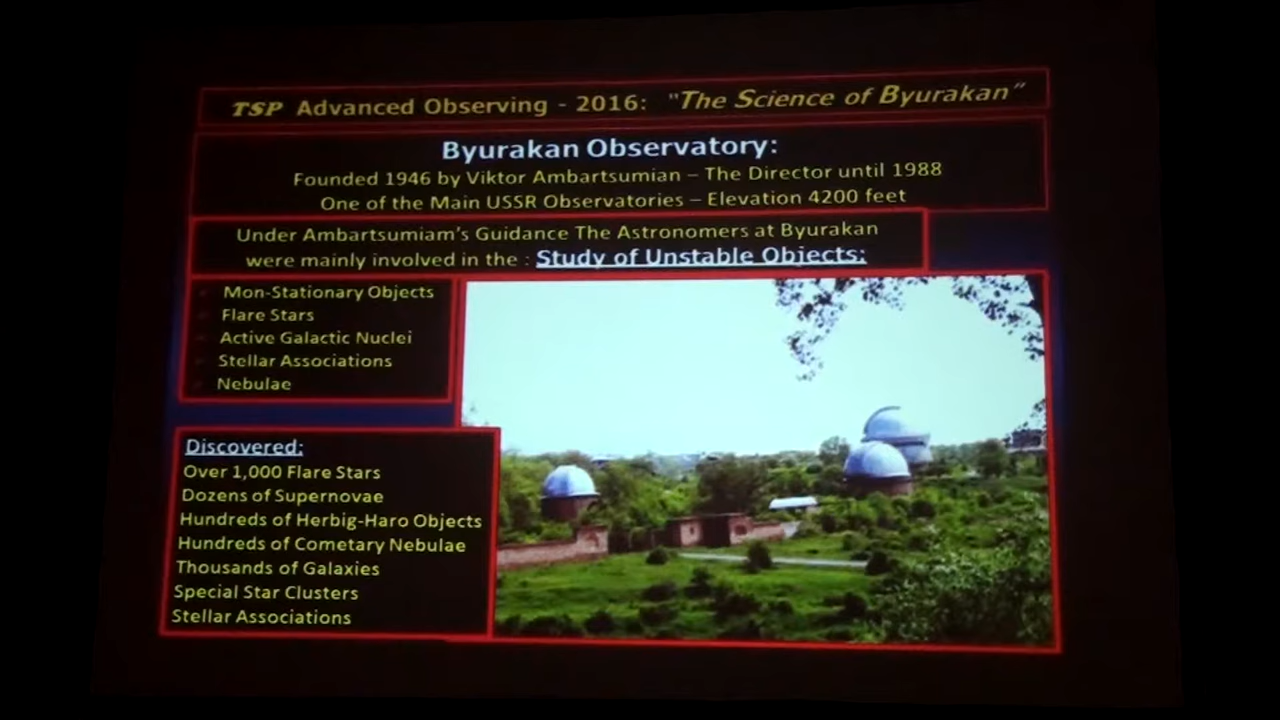 TSP Advanced Observing - 2016: "The Science of Byurakan"
Byurakan Observatory:
Founded 1946 by Viktor Ambartsumian – The Director until 1988
One of the Main USSR Observatories – Elevation 4200 feet
Under Ambartsumiam's Guidance The Astronomers at Byurakan
were mainly involved in the : Study of Unstable Objects:
Mon-Stationary Objects
Flare Stars
Active Galactic Nuclei
Stellar Associations
Nebulae
Discovered:
Over 1,000 Flare Stars
Dozens of Supernovae
Hundreds of Herbig-Haro Objects
Hundreds of Cometary Nebulae
Thousands of Galaxies
Special Star Clusters
Stellar Associations